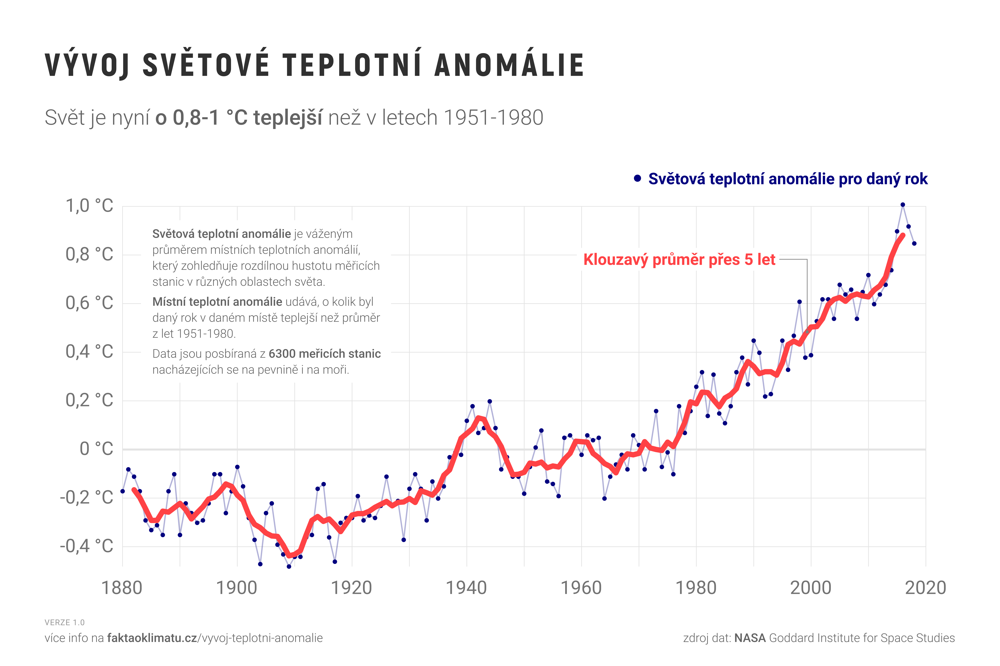 VÝVOJ SVĚTOVÉ TEPLOTNÍ ANOMÁLIE
Svět je nyní o 0,8-1 °C teplejší než v letech 1951-1980
Světová teplotní anomálie pro daný rok
1,0 °C
0,8 °C
0,6 °C
0,4 °C
0,2 °C
0 °C
-0,2 °C
-0,4 °C
Světová teplotní anomálie je váženým
průměrem místních teplotních anomálií,
který zohledňuje rozdílnou hustotu měřicích
stanic v různých oblastech světa.
Místní teplotní anomálie udává, o kolik byl
daný rok v daném místě teplejší než průměr
z let 1951-1980.
Data jsou posbíraná z 6300 meřicích stanic
nacházejících se na pevnině i na moři.
Klouzavý průměr přes 5 let
1880 1900 1920 1940 1960 1980 2000 2020
VERZE 1.0
více info na faktaoklimatu.cz/vyvoj-teplotni-anomalie
zdroj dat: NASA Goddard Institute for Space Studies